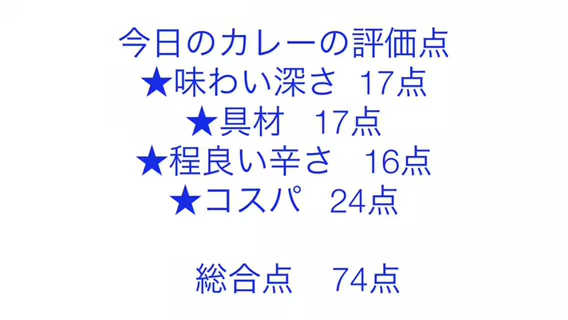 今日のカレーの評価点
★味わい深さ 17点
★具材 17点
★程良い辛さ 16点
★コスパ 24点
総合点 74点